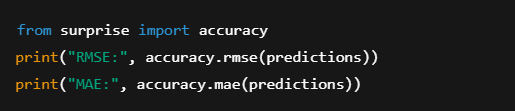 from surprise import accuracy
print("RMSE:", accuracy.rmse(predictions))
print("MAE:", accuracy.mae(predictions))